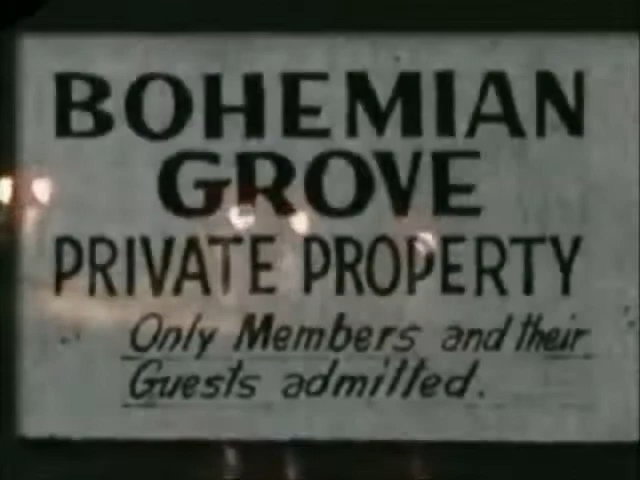 BOHEMIAN
GROVE
PRIVATE PROPERTY
Only Members and their
Guests admitted.